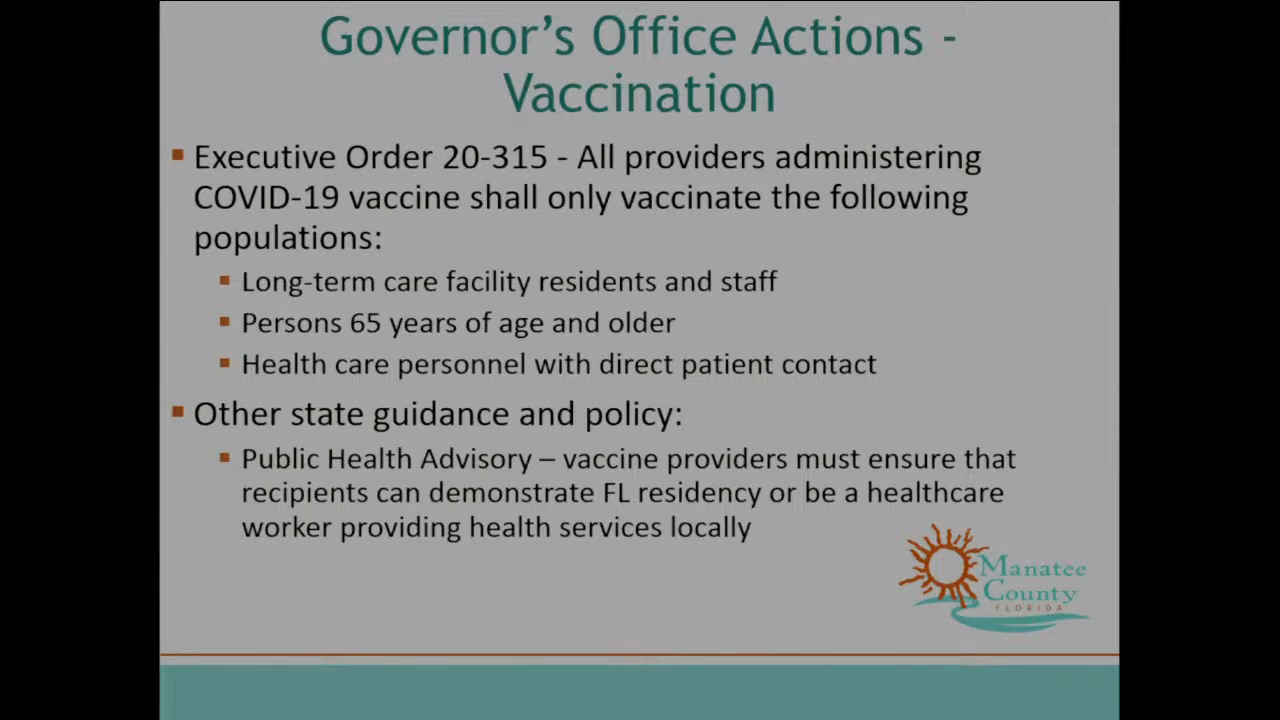 Governor’s Office Actions -
Vaccination
Executive Order 20-315 - All providers administering
COVID-19 vaccine shall only vaccinate the following
populations:
Long-term care facility residents and staff
Persons 65 years of age and older
Health care personnel with direct patient contact
Other state guidance and policy:
Public Health Advisory – vaccine providers must ensure that
recipients can demonstrate FL residency or be a healthcare
worker providing health services locally
Manatee
County
FLORIDA